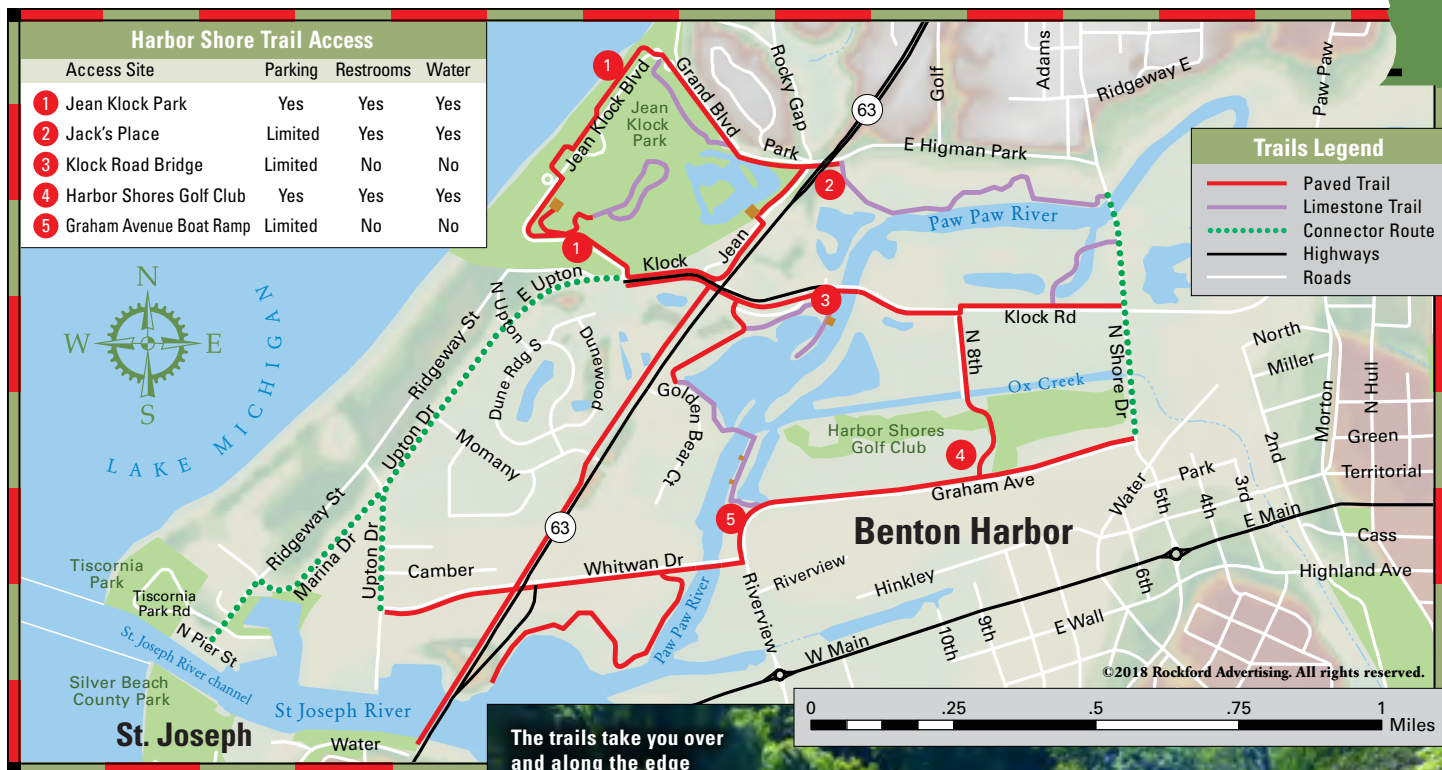 Harbor Shore Trail Access
Access Site Parking Restrooms Water
1 Jean Klock Park Yes Yes Yes
2 Jack's Place Limited Yes Yes
3 Klock Road Bridge Limited No No
4 Harbor Shores Golf Club Yes Yes Yes
5 Graham Avenue Boat Ramp Limited No No
Trails Legend
Paved Trail
Limestone Trail
Connector Route
Highways
Roads
N
W E
S
LAKE MICHIGAN
1
Jean Klock Blvd
Jean
Klock
Park
Grand Blvd
Park
Rocky Gap
63
Golf
Adams
Ridgeway E
Paw Paw
E Higman Park
2
Paw Paw River
1
Klock
Jean
3
Klock Rd
E Upton
N Upton
Ridgeway St
Upton Dr
Dune Rdg S
Dunewood
Momany
Golden Bear Ct
N 8th
Ox Creek
N Shore Dr
North
Miller
Morton
N Hull
Green
Territorial
2nd
3rd
4th
5th
Park
Water
Harbor Shores
Golf Club
4
Graham Ave
5
Benton Harbor
E Main
Cass
Highland Ave
6th
63
Ridgeway St
Marina Dr
Upton Dr
Camber
Whitwan Dr
Riverview
Riverview
Hinkley
Paw Paw River
W Main
10th
9th
E Wall
Tiscornia
Park
Tiscornia
Park Rd
N Pier St
St. Joseph River channel
Silver Beach
County Park
St Joseph River
St. Joseph
Water
©2018 Rockford Advertising. All rights reserved.
0 .25 .5 .75 1
Miles
The trails take you over
and along the edge